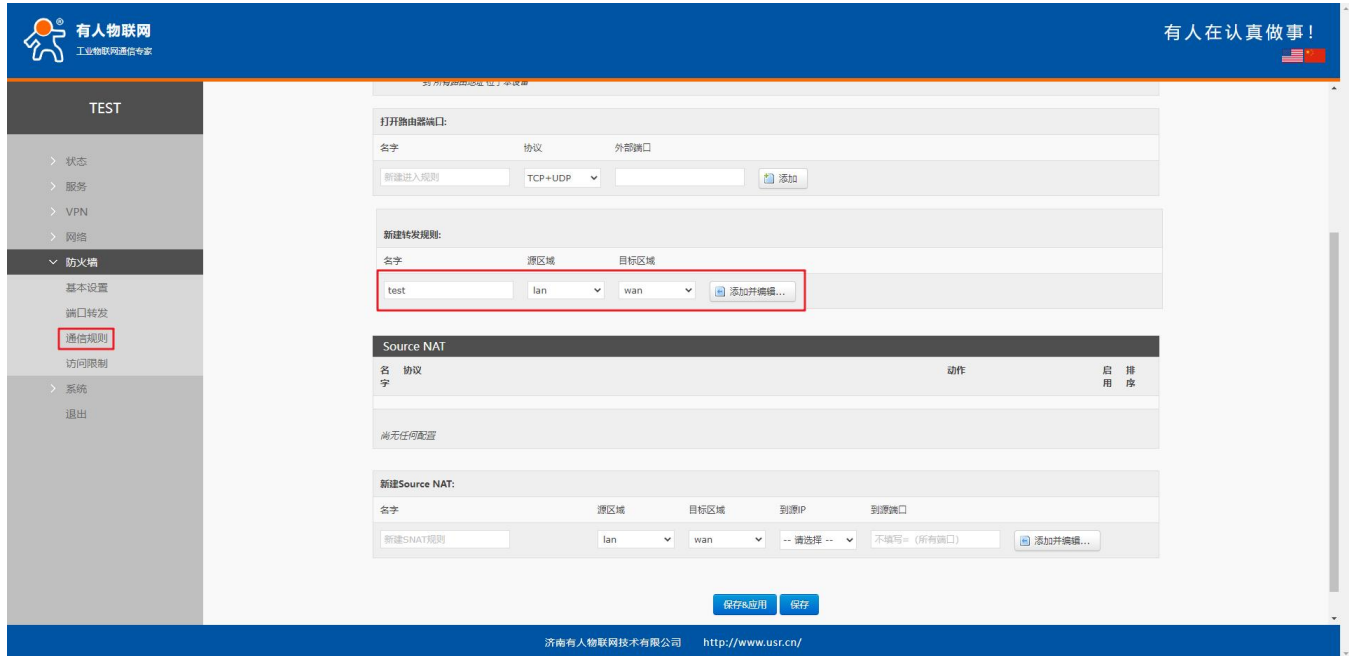 有人物联网
工业物联网通信专家
有人在认真做事!
TEST
状态
服务
VPN
网络
防火墙
基本设置
端口转发
通信规则
访问限制
系统
退出
打开路由器端口:
名字 协议 外部端口
新建进入规则 TCP+UDP 添加
新建转发规则:
名字 源区域 目标区域
test lan wan 添加并编辑...
Source NAT
名字 协议 动作 启用 排序
尚无任何配置
新建Source NAT:
名字 源区域 目标区域 到源IP 到源端口
新建SNAT规则 lan wan -- 请选择 -- 不填写=（所有端口） 添加并编辑...
保存&应用 保存
济南有人物联网技术有限公司 http://www.usr.cn/